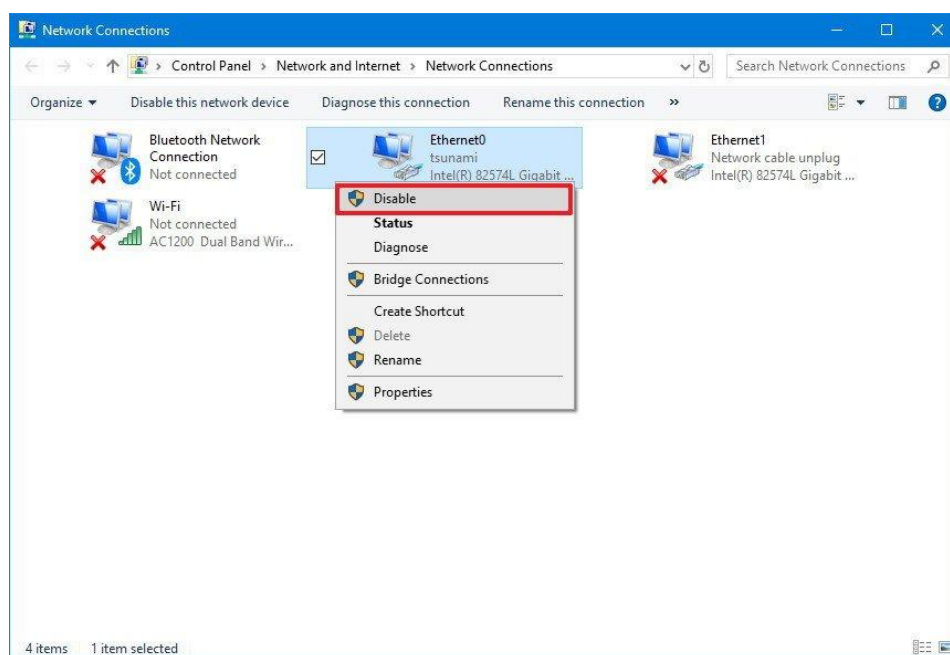 Network Connections
Control Panel > Network and Internet > Network Connections
Search Network Connections
Organize
Disable this network device
Diagnose this connection
Rename this connection
»
Bluetooth Network
Connection
Not connected
Ethernet0
tsunami
Intel(R) 82574L Gigabit ...
Ethernet1
Network cable unplug
Intel(R) 82574L Gigabit ...
Wi-Fi
Not connected
AC1200 Dual Band Wir...
Disable
Status
Diagnose
Bridge Connections
Create Shortcut
Delete
Rename
Properties
4 items
1 item selected